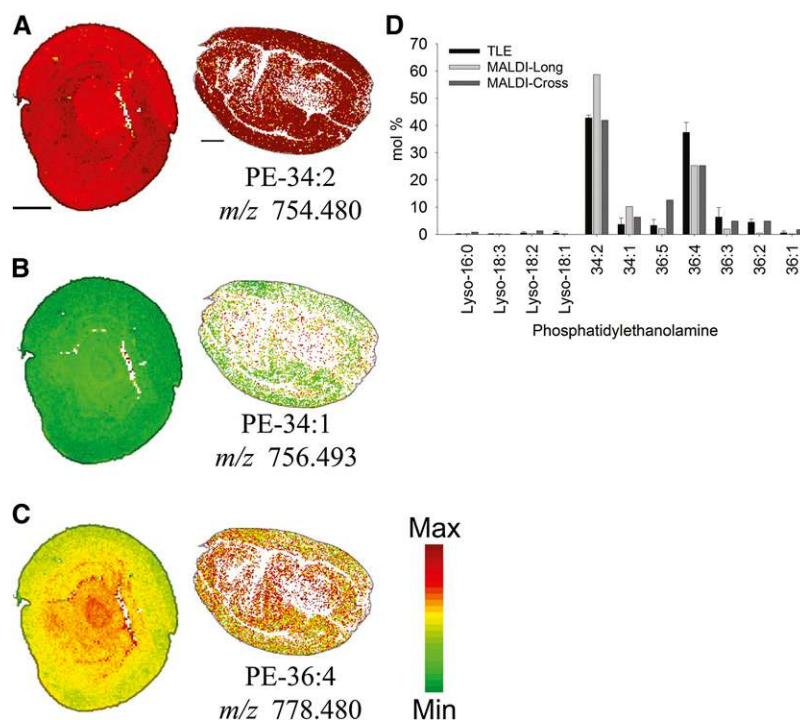 A
PE-34:2
m/z 754.480
B
PE-34:1
m/z 756.493
C
PE-36:4
m/z 778.480
Max
Min
D
TLE
MALDI-Long
MALDI-Cross
mol %
70
60
50
40
30
20
10
0
Lyso-16:0
Lyso-18:3
Lyso-18:2
Lyso-18:1
34:2
34:1
36:5
36:4
36:3
36:2
36:1
Phosphatidylethanolamine